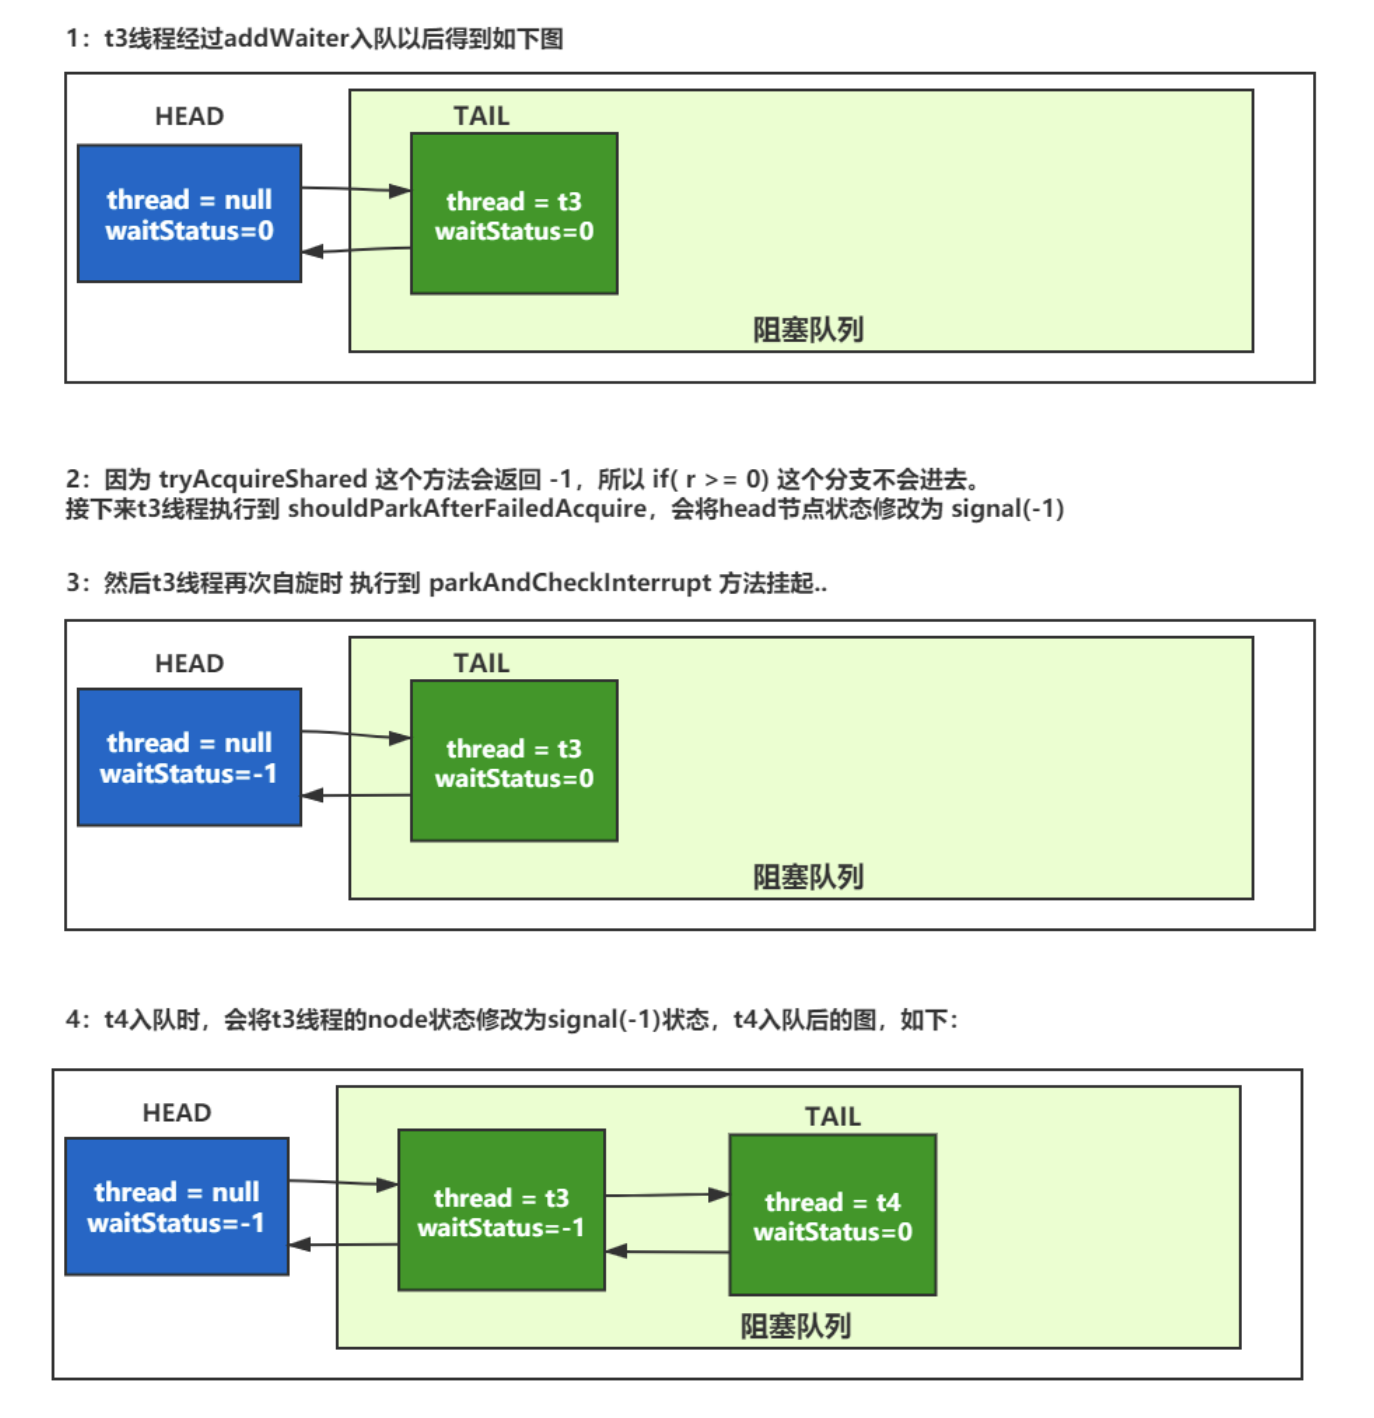 1：t3线程经过addWaiter入队以后得到如下图
HEAD
TAIL
thread = null
waitStatus=0
thread = t3
waitStatus=0
阻塞队列
2：因为 tryAcquireShared 这个方法会返回 -1，所以 if( r >= 0) 这个分支不会进去。
接下来t3线程执行到 shouldParkAfterFailedAcquire，会将head节点状态修改为 signal(-1)
3：然后t3线程再次自旋时 执行到 parkAndCheckInterrupt 方法挂起..
HEAD
TAIL
thread = null
waitStatus=-1
thread = t3
waitStatus=0
阻塞队列
4：t4入队时，会将t3线程的node状态修改为signal(-1)状态，t4入队后的图，如下：
HEAD
TAIL
thread = null
waitStatus=-1
thread = t3
waitStatus=-1
thread = t4
waitStatus=0
阻塞队列